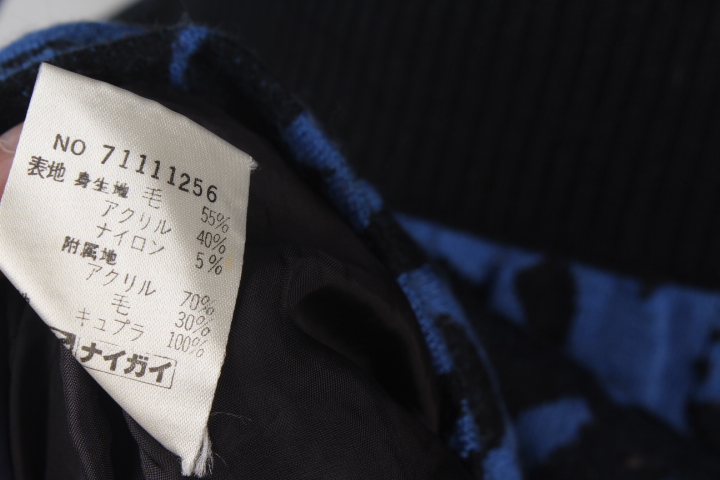 NO 71111256
表地 身生地 毛 55%
アクリル 40%
ナイロン 5%
附属地
アクリル 70%
毛 30%
キュプラ 100%
ナイガイ